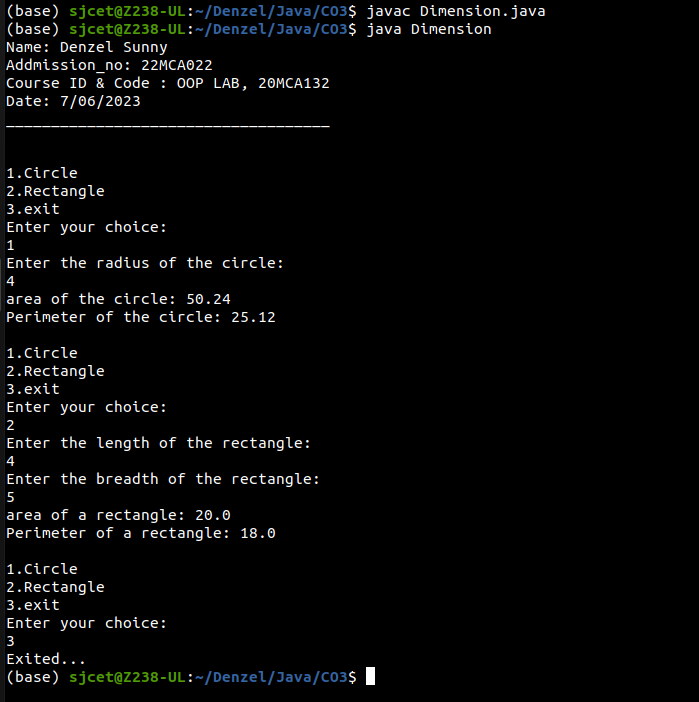 (base) sjcet@Z238-UL:~/Denzel/Java/CO3$ javac Dimension.java
(base) sjcet@Z238-UL:~/Denzel/Java/CO3$ java Dimension
Name: Denzel Sunny
Addmission_no: 22MCA022
Course ID & Code : OOP LAB, 20MCA132
Date: 7/06/2023
____________________________________
1.Circle
2.Rectangle
3.exit
Enter your choice:
1
Enter the radius of the circle:
4
area of the circle: 50.24
Perimeter of the circle: 25.12
1.Circle
2.Rectangle
3.exit
Enter your choice:
2
Enter the length of the rectangle:
4
Enter the breadth of the rectangle:
5
area of a rectangle: 20.0
Perimeter of a rectangle: 18.0
1.Circle
2.Rectangle
3.exit
Enter your choice:
3
Exited...
(base) sjcet@Z238-UL:~/Denzel/Java/CO3$